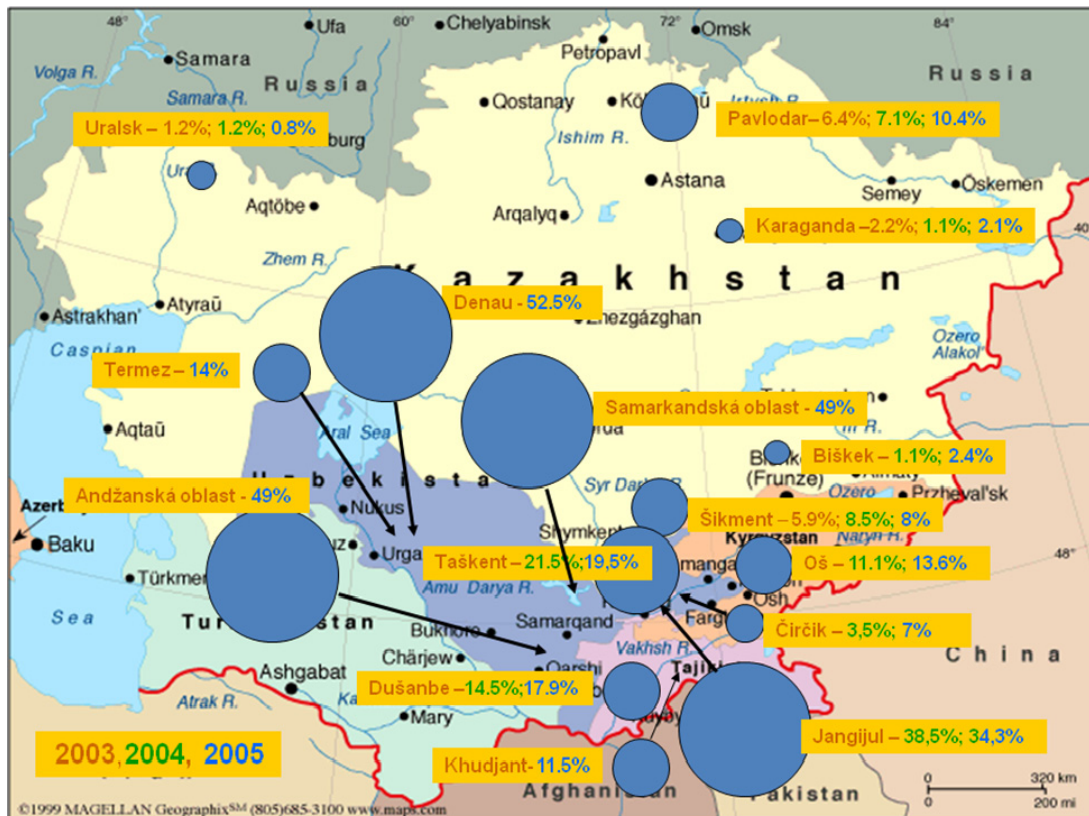 48°
Ufa
60
Chelyabinsk
72
Omsk
84
Volga R.
Samara
Petropavl
Russia
Russia
Samara R.
Qostanay
Irtysh R.
Uralsk – 1.2%; 1.2%; 0.8%
Pavlodar– 6.4%; 7.1%; 10.4%
Ishim R.
Astana
Semey
Öskemen
Aqtöbe
Arqalyq
Karaganda –2.2%; 1.1%; 2.1%
40
Zhem R.
Kazakhstan
Atyraū
Denau - 52.5%
Astrakhan'
Zhezgázghan
Caspian
Ozero
Alakol'
Termez – 14%
Samarkandská oblast - 49%
Aqtaū
Aral Sea
Biškek – 1.1%; 2.4%
Uzbekistan
(Frunze)
Andžanská oblast - 49%
Syr Darya R.
Ozero
Przheval'sk
Nukus
Šikment – 5.9%; 8.5%; 8%
Shymkent
Baku
Kyrgyzstan
Naryn R.
48°
Taškent – 21.5%;19,5%
Oš – 11.1%; 13.6%
Amu Darya R.
Osh
Sea
Samarqand
Čirčik – 3,5%; 7%
China
Vakhsh R.
Chärjew
Qarshi
Ashgabat
Dušanbe –14.5%;17.9%
Atrak R.
Mary
Jangijul – 38,5%; 34,3%
2003, 2004, 2005
Khudjant- 11.5%
Afghanistan
Pakistan
0 320 km
0 200 mi
©1999 MAGELLAN Geographix℠ (805)685-3100 www.maps.com